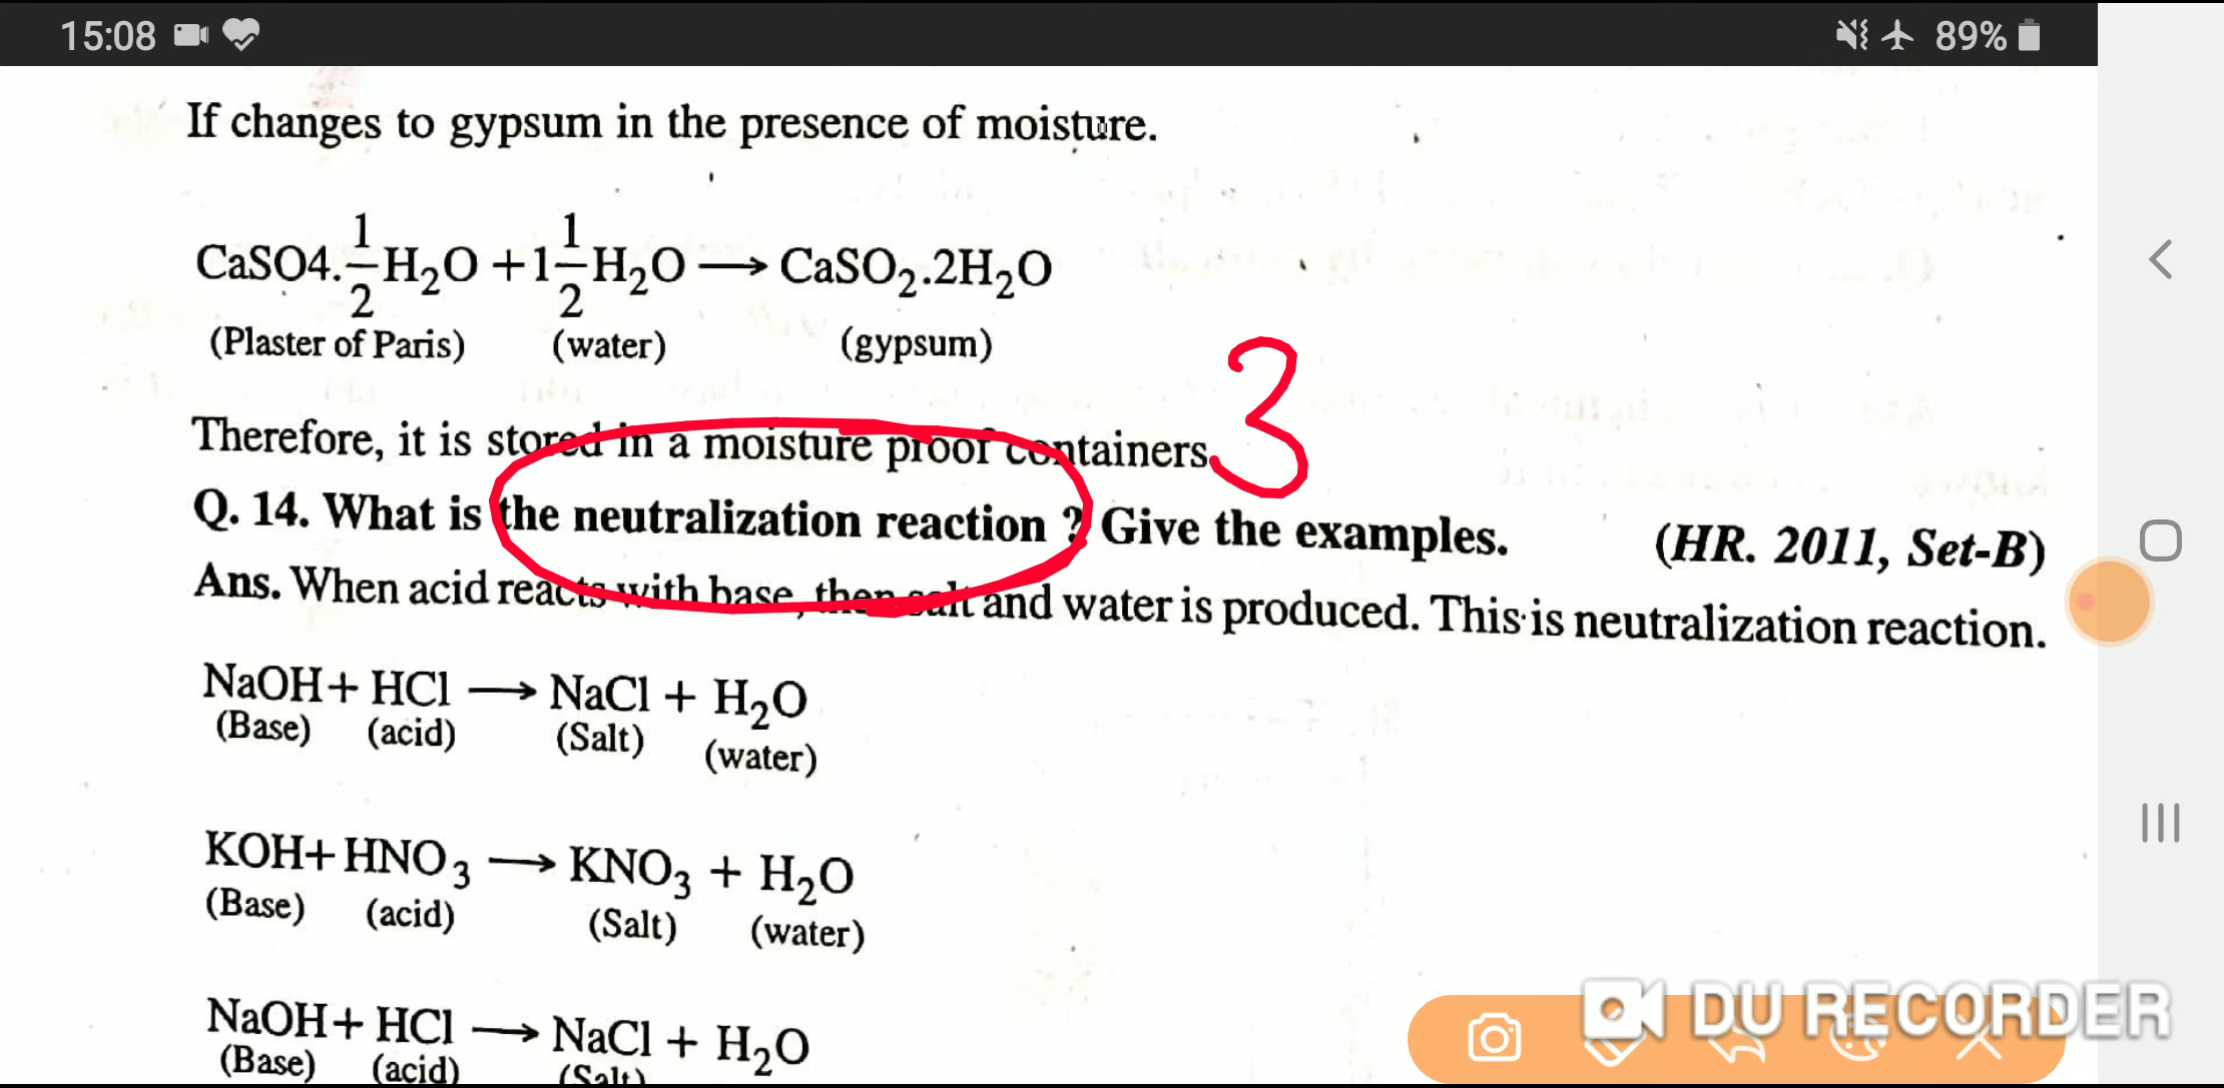 15:08 89%
If changes to gypsum in the presence of moisture.
CaSO4.½H₂O + 1½H₂O ⟶ CaSO₂.2H₂O
(Plaster of Paris) (water) (gypsum)
3
Therefore, it is stored in a moisture proof containers.
Q. 14. What is the neutralization reaction ? Give the examples. (HR. 2011, Set-B)
Ans. When acid reacts with base, then salt and water is produced. This is neutralization reaction.
NaOH + HCl ⟶ NaCl + H₂O
(Base) (acid) (Salt) (water)
KOH + HNO₃ ⟶ KNO₃ + H₂O
(Base) (acid) (Salt) (water)
NaOH + HCl ⟶ NaCl + H₂O
(Base) (acid) (Salt)
DU RECORDER